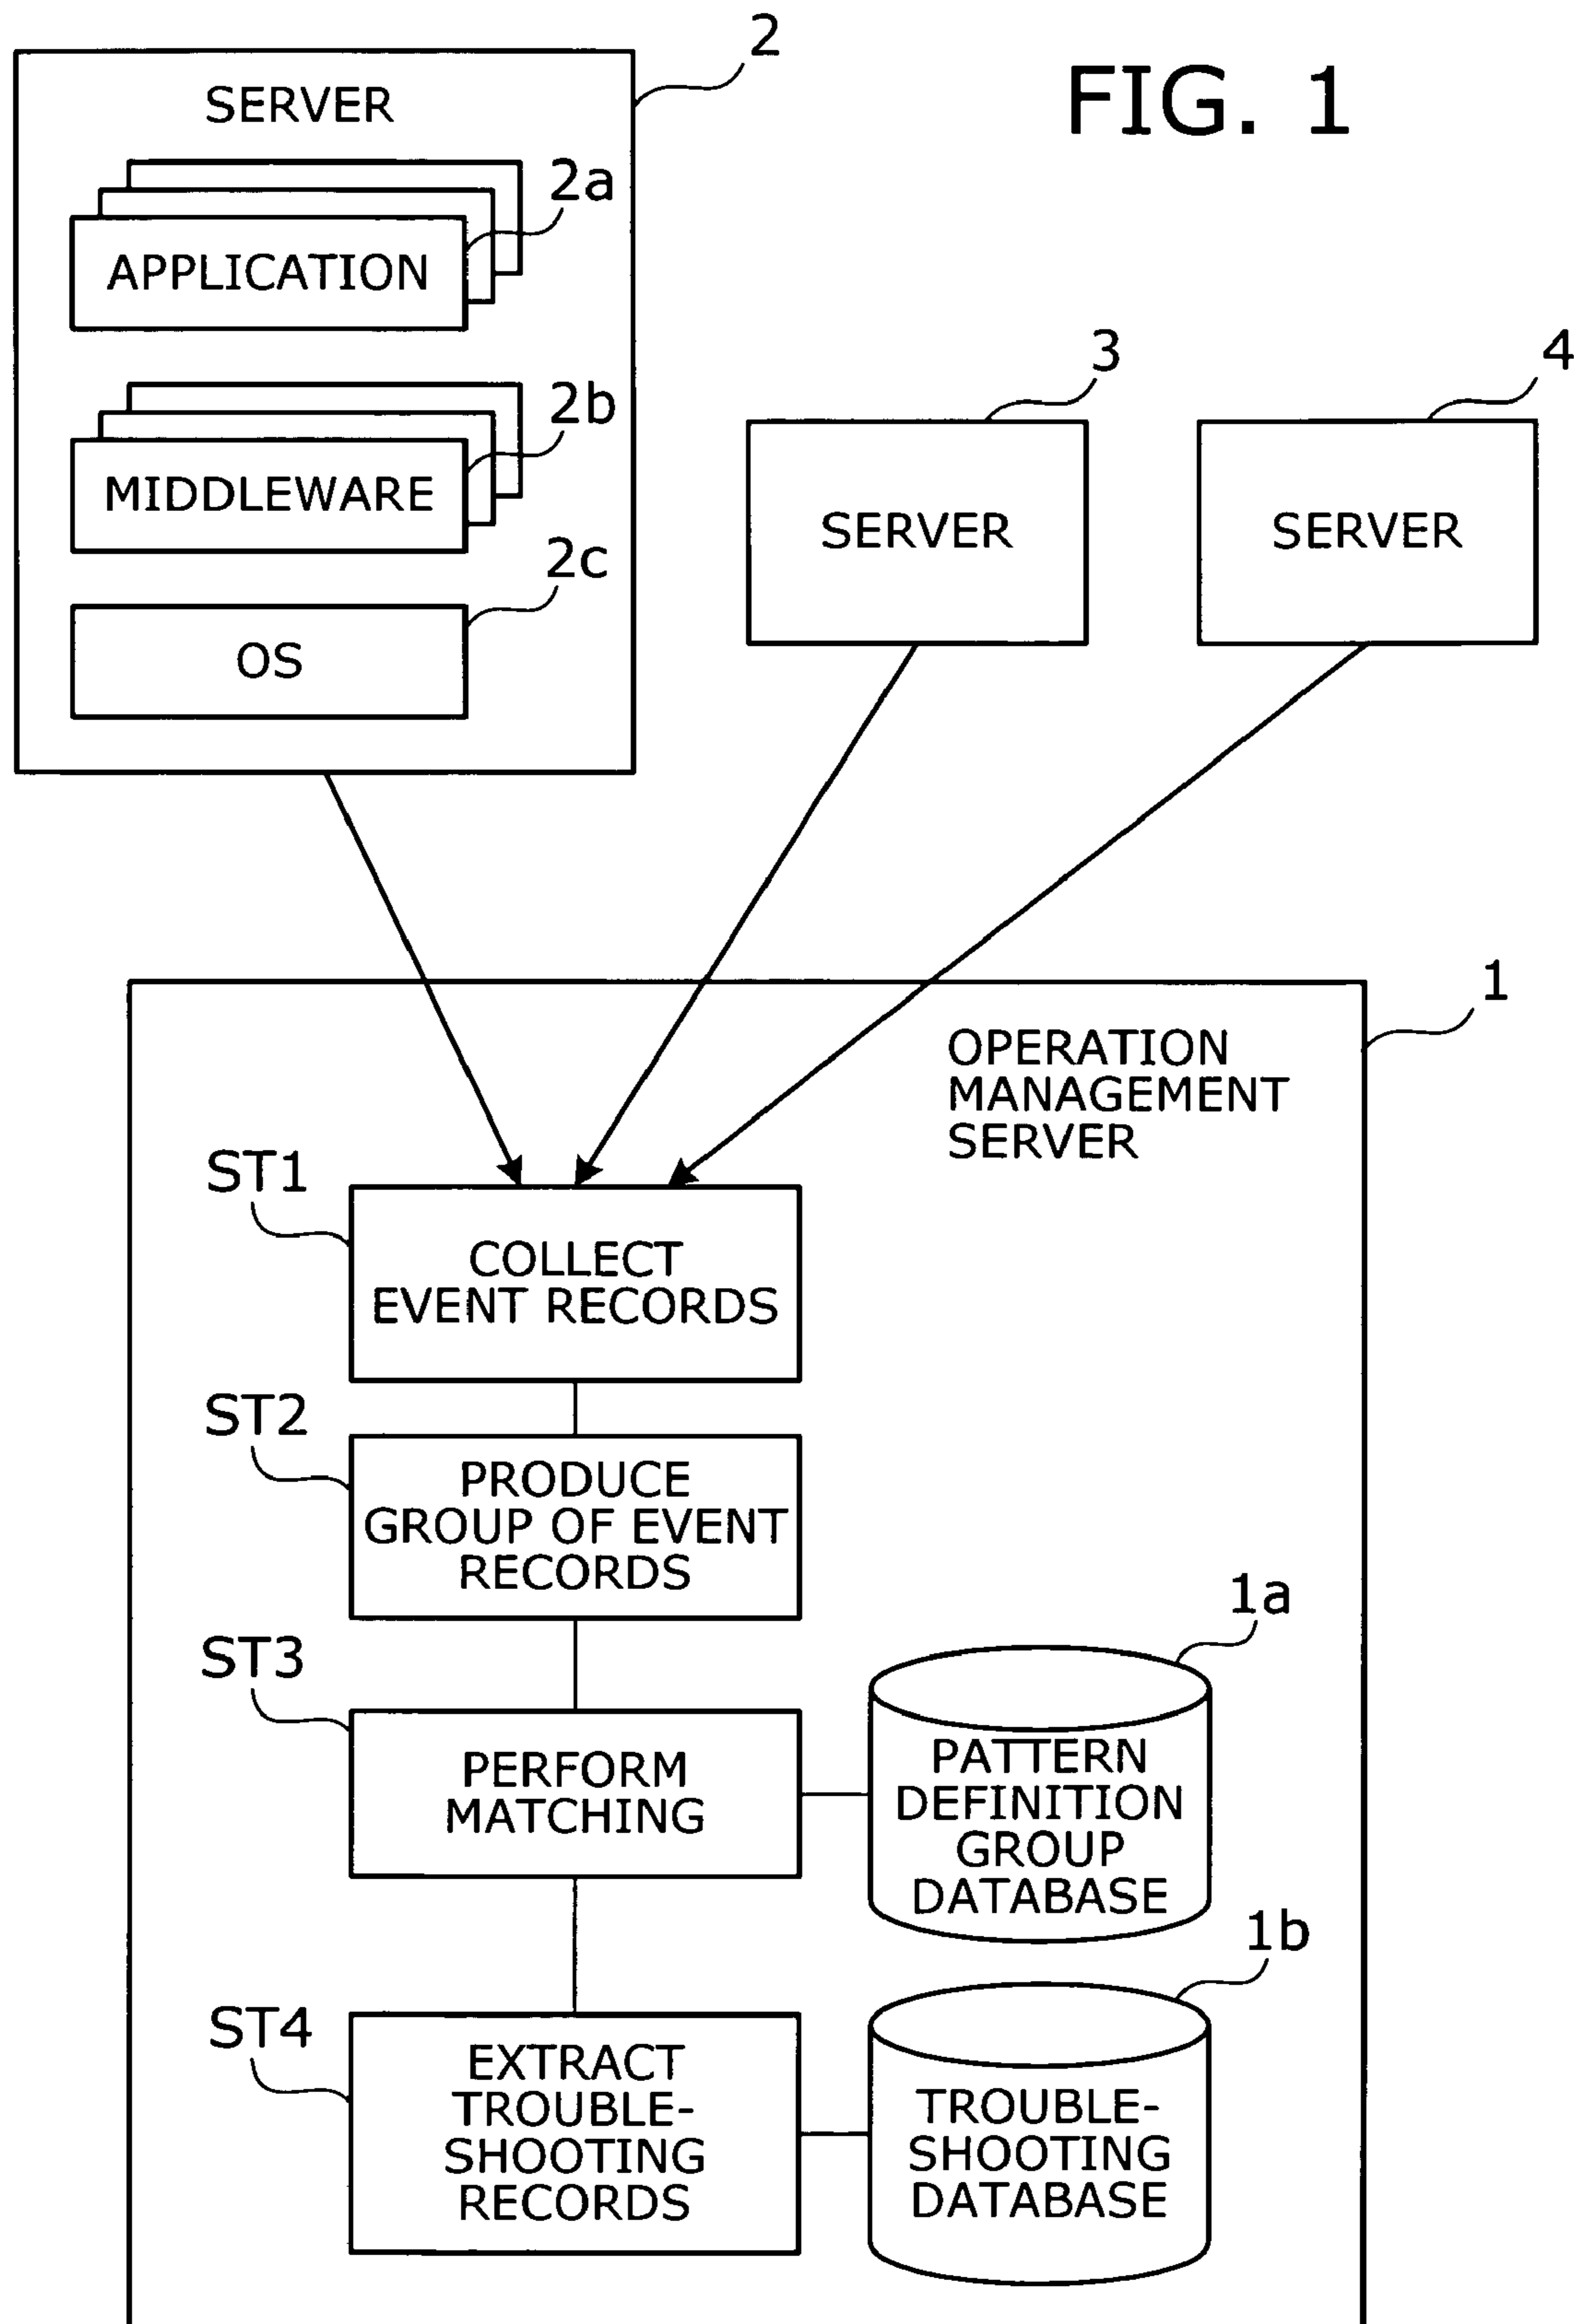 FIG. 1
2
SERVER
2a
APPLICATION
2b
MIDDLEWARE
2c
OS
3
SERVER
4
SERVER
1
OPERATION
MANAGEMENT
SERVER
ST1
COLLECT
EVENT RECORDS
ST2
PRODUCE
GROUP OF EVENT
RECORDS
ST3
PERFORM
MATCHING
1a
PATTERN
DEFINITION
GROUP
DATABASE
ST4
EXTRACT
TROUBLE-
SHOOTING
RECORDS
1b
TROUBLE-
SHOOTING
DATABASE